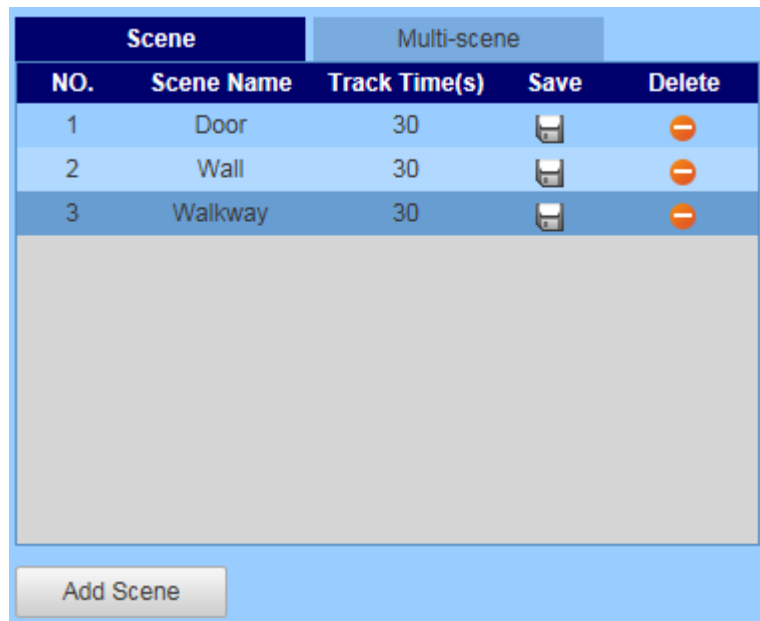 Scene Multi-scene
NO. Scene Name Track Time(s) Save Delete
1 Door 30
2 Wall 30
3 Walkway 30
Add Scene